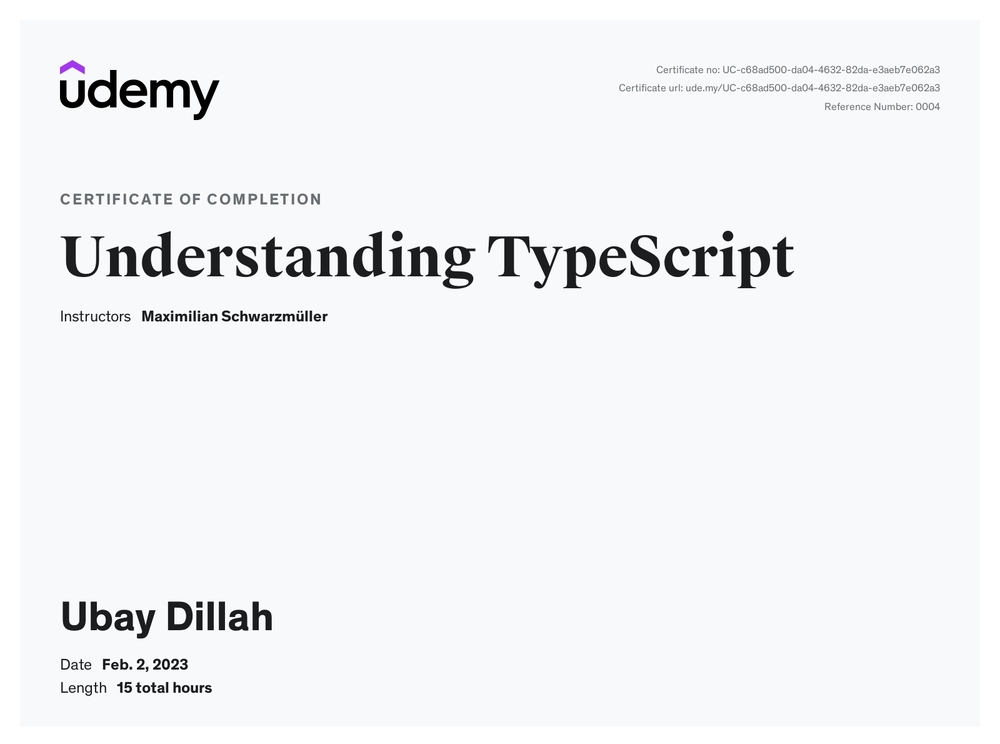 udemy
Certificate no: UC-c68ad500-da04-4632-82da-e3aeb7e062a3
Certificate url: ude.my/UC-c68ad500-da04-4632-82da-e3aeb7e062a3
Reference Number: 0004
CERTIFICATE OF COMPLETION
Understanding TypeScript
Instructors Maximilian Schwarzmüller
Ubay Dillah
Date Feb. 2, 2023
Length 15 total hours